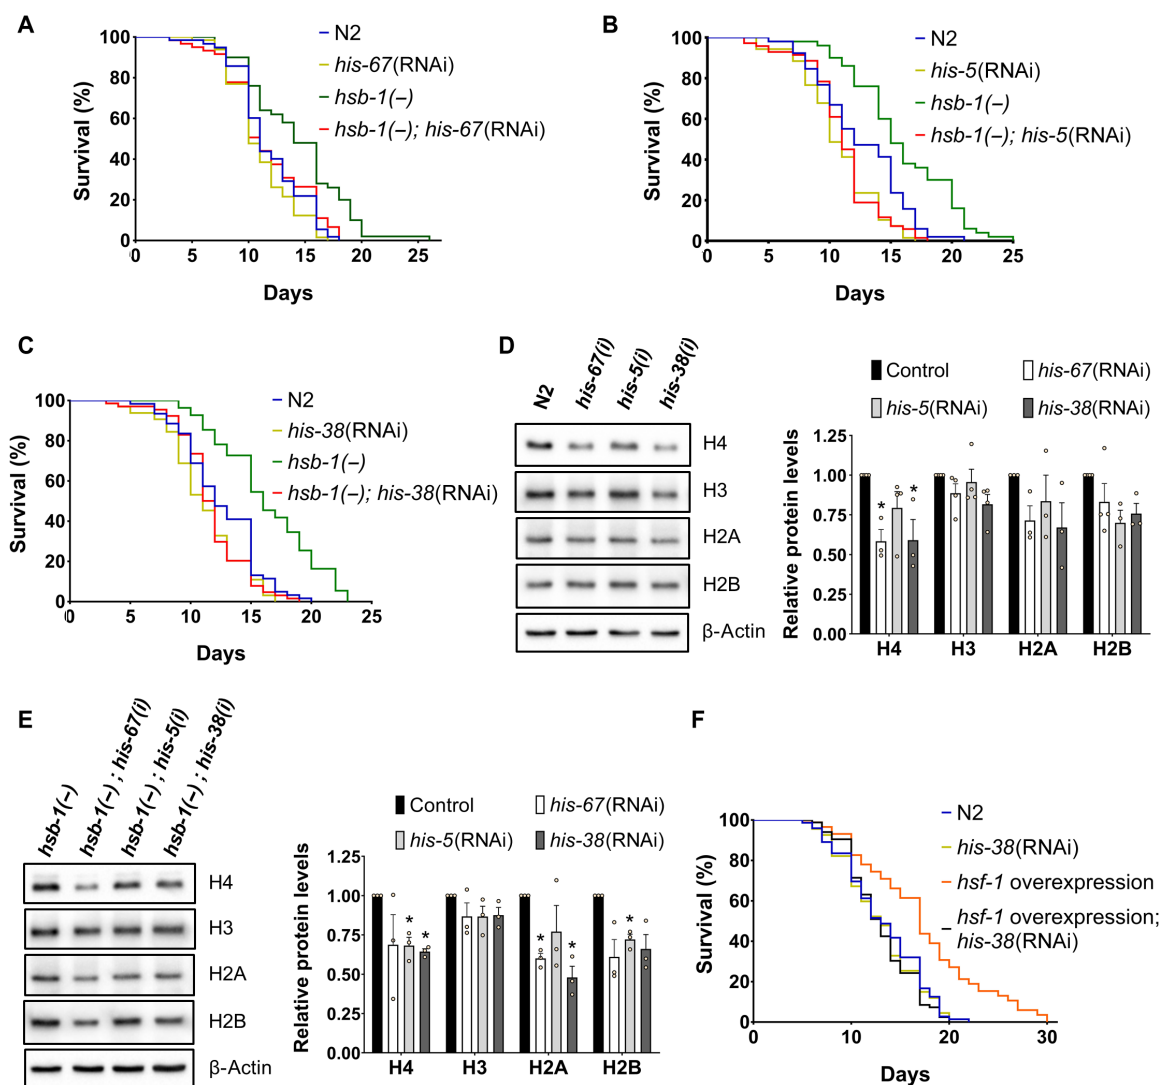 A
Survival (%)
100
80
60
40
20
0
0 5 10 15 20 25
Days
N2
his-67(RNAi)
hsb-1(–)
hsb-1(–); his-67(RNAi)
B
Survival (%)
100
80
60
40
20
0
0 5 10 15 20 25
Days
N2
his-5(RNAi)
hsb-1(–)
hsb-1(–); his-5(RNAi)
C
Survival (%)
100
80
60
40
20
0
0 5 10 15 20 25
Days
N2
his-38(RNAi)
hsb-1(–)
hsb-1(–); his-38(RNAi)
D
N2 his-67(i) his-5(i) his-38(i)
H4
H3
H2A
H2B
β-Actin
Control his-67(RNAi)
his-5(RNAi) his-38(RNAi)
Relative protein levels
1.25
1.00
0.75
0.50
0.25
0.00
* *
H4 H3 H2A H2B
E
hsb-1(–) hsb-1(–) ; his-67(i) hsb-1(–) ; his-5(i) hsb-1(–) ; his-38(i)
H4
H3
H2A
H2B
β-Actin
Control his-67(RNAi)
his-5(RNAi) his-38(RNAi)
Relative protein levels
1.25
1.00
0.75
0.50
0.25
0.00
* * * * *
H4 H3 H2A H2B
F
Survival (%)
100
80
60
40
20
0
0 10 20 30
Days
N2
his-38(RNAi)
hsf-1 overexpression
hsf-1 overexpression;
his-38(RNAi)